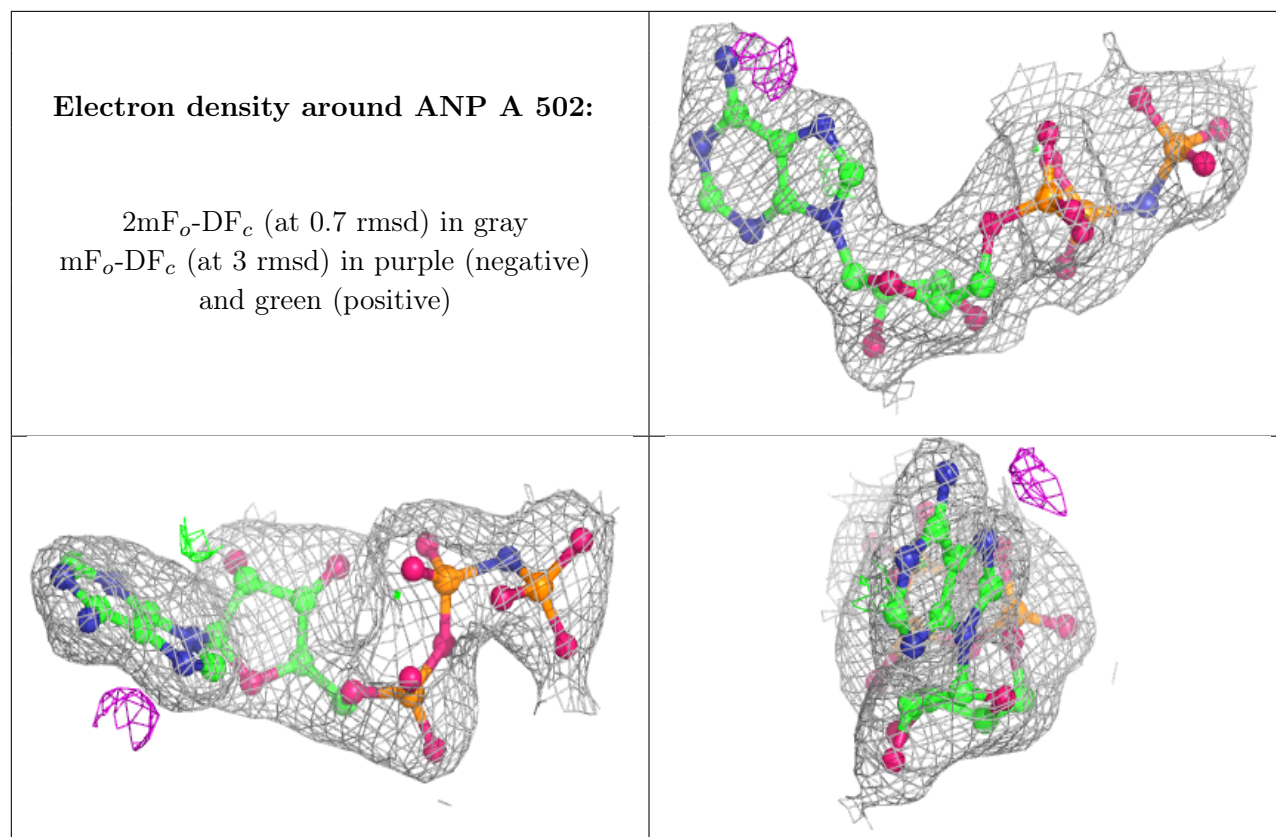 Electron density around ANP A 502:
2mFo-DFc (at 0.7 rmsd) in gray
mFo-DFc (at 3 rmsd) in purple (negative)
and green (positive)